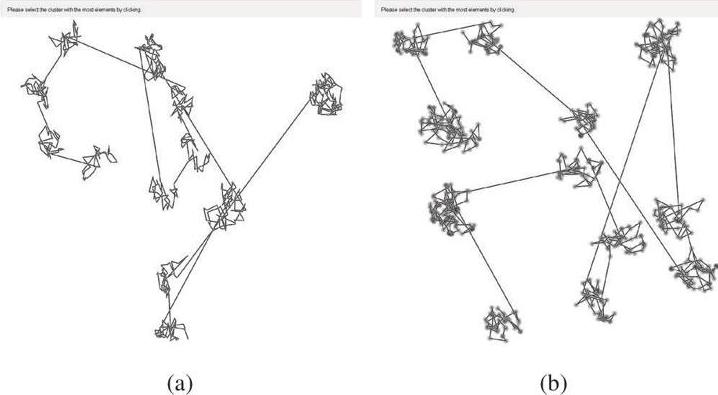 Please select the cluster with the most elements by clicking.
Please select the cluster with the most elements by clicking.
(a)
(b)